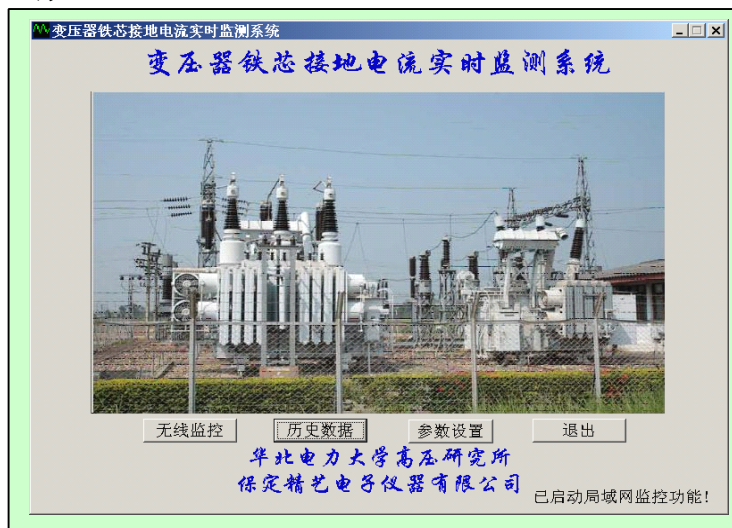 变压器铁芯接地电流实时监测系统
变压器铁芯接地电流实时监测系统
无线监控 历史数据 参数设置 退出
华北电力大学高压研究所
保定精艺电子仪器有限公司
已启动局域网监控功能!